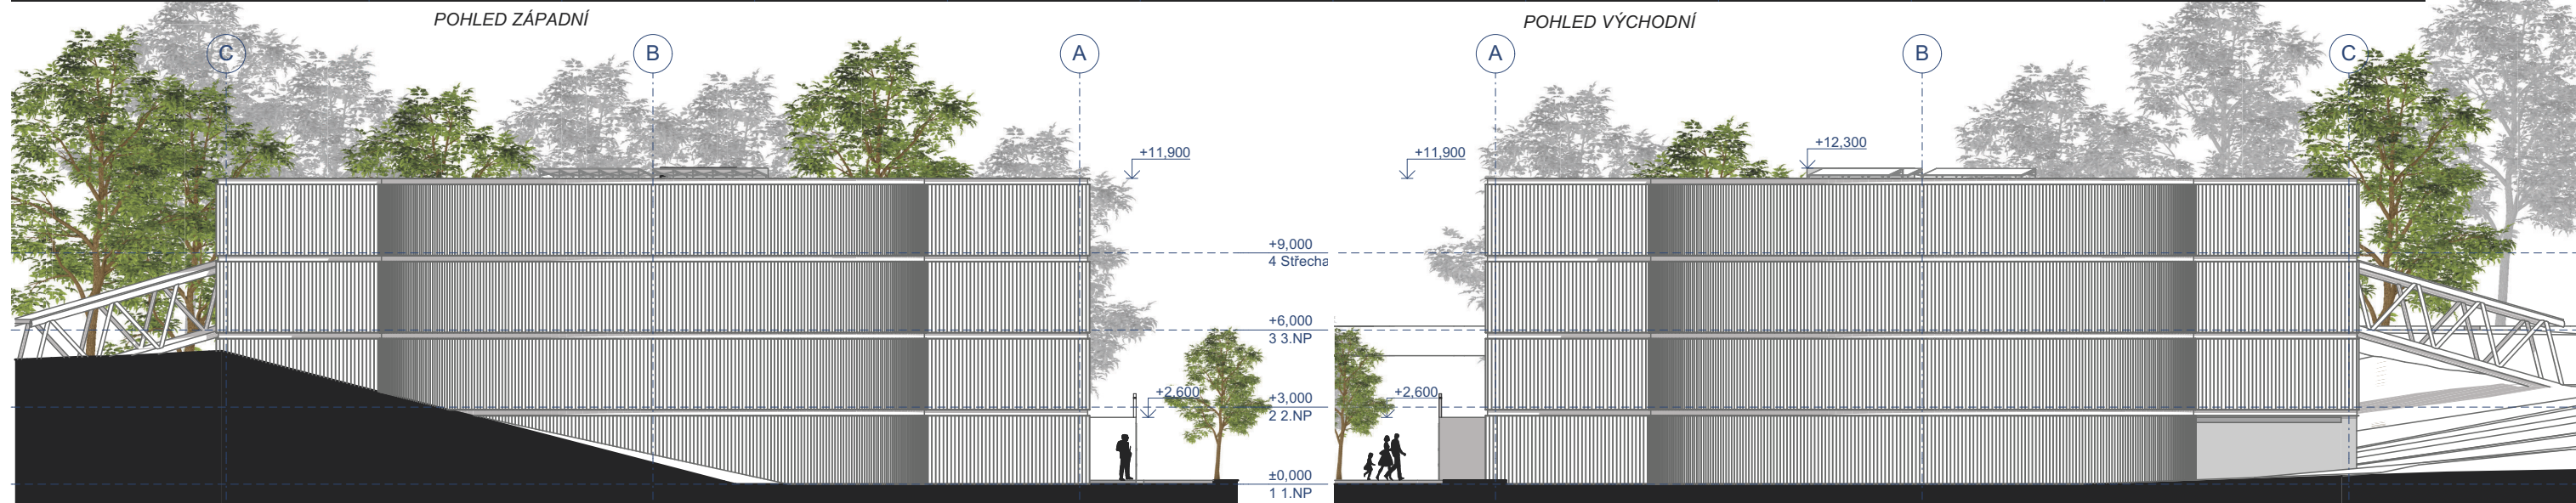 POHLED ZÁPADNÍ
POHLED VÝCHODNÍ
C
B
A
A
B
C
+11,900
+11,900
+12,300
+9,000
4 Střecha
+6,000
3 3.NP
+2,600
+3,000
2 2.NP
+2,600
±0,000
1 1.NP